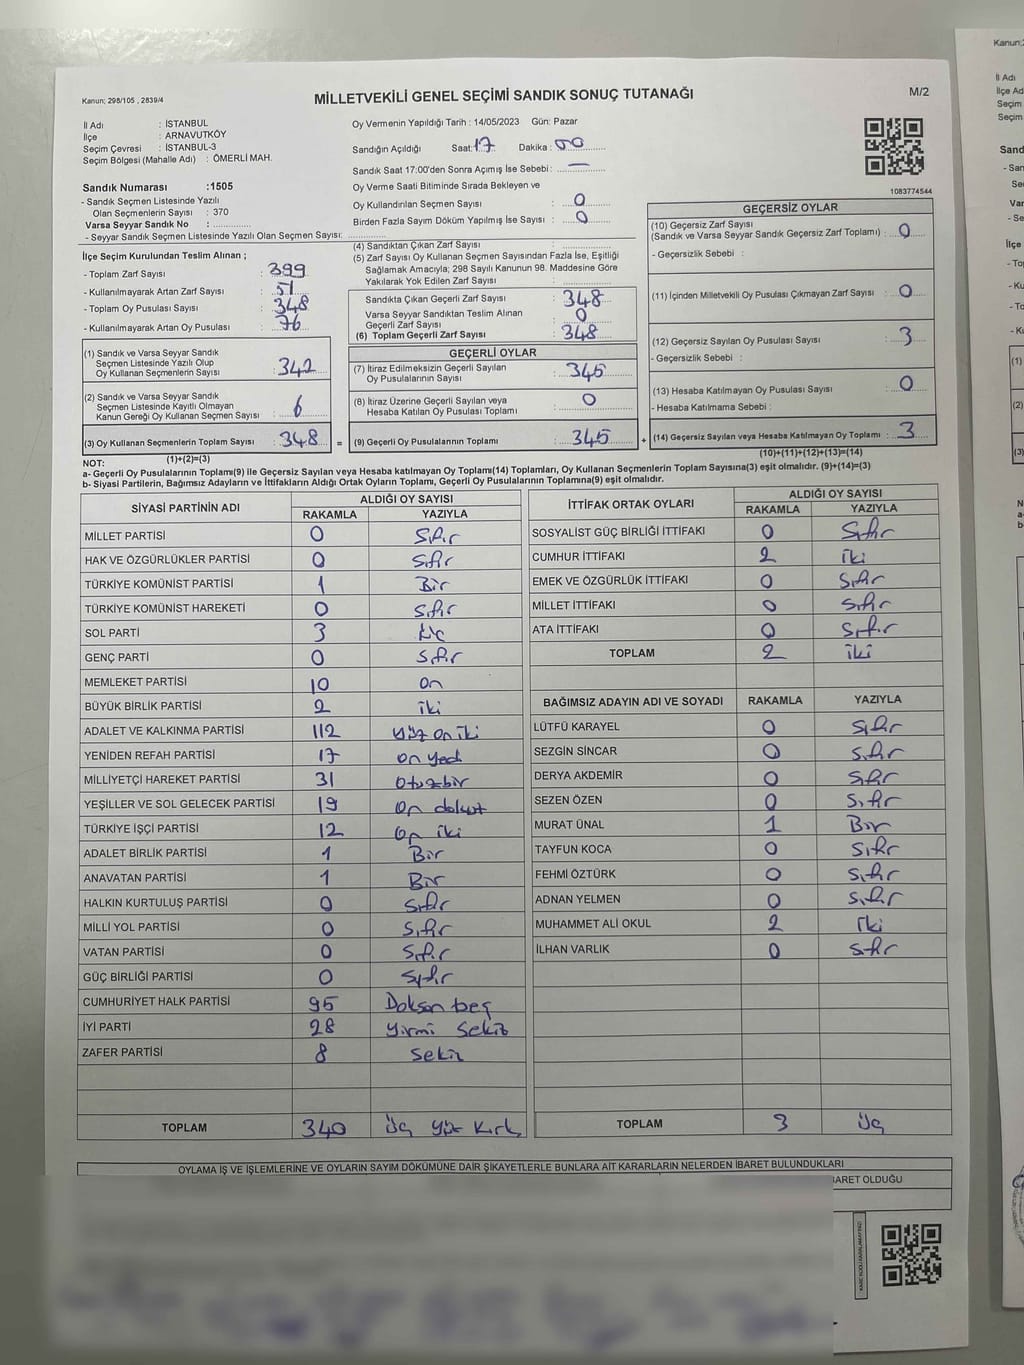 Kanun; 298/105 , 2839/4
MİLLETVEKİLİ GENEL SEÇİMİ SANDIK SONUÇ TUTANAĞI
M/2
İl Adı : İSTANBUL
İlçe : ARNAVUTKÖY
Seçim Çevresi : İSTANBUL-3
Seçim Bölgesi (Mahalle Adı) : ÖMERLİ MAH.
Oy Vermenin Yapıldığı Tarih : 14/05/2023 Gün: Pazar
Sandığın Açıldığı Saat: 17 Dakika : 00
Sandık Saat 17:00'den Sonra Açımış İse Sebebi : —
Oy Verme Saati Bitiminde Sırada Bekleyen ve
Oy Kullandırılan Seçmen Sayısı : 0
Birden Fazla Sayım Döküm Yapılmış İse Sayısı : 0
1083774544
Sandık Numarası :1505
- Sandık Seçmen Listesinde Yazılı
Olan Seçmenlerin Sayısı : 370
Varsa Seyyar Sandık No :
- Seyyar Sandık Seçmen Listesinde Yazılı Olan Seçmen Sayısı:
İlçe Seçim Kurulundan Teslim Alınan ;
- Toplam Zarf Sayısı : 399
- Kullanılmayarak Artan Zarf Sayısı : 51
- Toplam Oy Pusulası Sayısı : 348
- Kullanılmayarak Artan Oy Pusulası : 76
(1) Sandık ve Varsa Seyyar Sandık
Seçmen Listesinde Yazılı Olup
Oy Kullanan Seçmenlerin Sayısı : 342
(2) Sandık ve Varsa Seyyar Sandık
Seçmen Listesinde Kayıtlı Olmayan
Kanun Gereği Oy Kullanan Seçmen Sayısı : 6
(3) Oy Kullanan Seçmenlerin Toplam Sayısı : 348 =
(1)+(2)=(3)
(4) Sandıktan Çıkan Zarf Sayısı :
(5) Zarf Sayısı Oy Kullanan Seçmen Sayısından Fazla İse, Eşitliği
Sağlamak Amacıyla; 298 Sayılı Kanunun 98. Maddesine Göre
Yakılarak Yok Edilen Zarf Sayısı :
Sandıkta Çıkan Geçerli Zarf Sayısı : 348
Varsa Seyyar Sandıktan Teslim Alınan
Geçerli Zarf Sayısı : 0
(6) Toplam Geçerli Zarf Sayısı : 348
GEÇERLİ OYLAR
(7) İtiraz Edilmeksizin Geçerli Sayılan
Oy Pusulalarının Sayısı : 345
(8) İtiraz Üzerine Geçerli Sayılan veya
Hesaba Katılan Oy Pusulası Toplamı : 0
(9) Geçerli Oy Pusulalarının Toplamı : 345 +
GEÇERSİZ OYLAR
(10) Geçersiz Zarf Sayısı
(Sandık ve Varsa Seyyar Sandık Geçersiz Zarf Toplamı) : 0
- Geçersizlik Sebebi :
(11) İçinden Milletvekili Oy Pusulası Çıkmayan Zarf Sayısı : 0
(12) Geçersiz Sayılan Oy Pusulası Sayısı : 3
- Geçersizlik Sebebi :
(13) Hesaba Katılmayan Oy Pusulası Sayısı : 0
- Hesaba Katılmama Sebebi :
(14) Geçersiz Sayılan veya Hesaba Katılmayan Oy Toplamı : 3
(10)+(11)+(12)+(13)=(14)
NOT:
a- Geçerli Oy Pusulalarının Toplamı(9) ile Geçersiz Sayılan veya Hesaba katılmayan Oy Toplamı(14) Toplamları, Oy Kullanan Seçmenlerin Toplam Sayısına(3) eşit olmalıdır. (9)+(14)=(3)
b- Siyasi Partilerin, Bağımsız Adayların ve İttifakların Aldığı Ortak Oyların Toplamı, Geçerli Oy Pusulalarının Toplamına(9) eşit olmalıdır.
SİYASİ PARTİNİN ADI
ALDIĞI OY SAYISI
RAKAMLA YAZIYLA
MİLLET PARTİSİ 0 Sıfır
HAK VE ÖZGÜRLÜKLER PARTİSİ 0 Sıfır
TÜRKİYE KOMÜNİST PARTİSİ 1 Bir
TÜRKİYE KOMÜNİST HAREKETİ 0 Sıfır
SOL PARTİ 3 üç
GENÇ PARTİ 0 Sıfır
MEMLEKET PARTİSİ 10 On
BÜYÜK BİRLİK PARTİSİ 2 iki
ADALET VE KALKINMA PARTİSİ 112 yüz on iki
YENİDEN REFAH PARTİSİ 17 on yedi
MİLLİYETÇİ HAREKET PARTİSİ 31 Otuzbir
YEŞİLLER VE SOL GELECEK PARTİSİ 19 On dokuz
TÜRKİYE İŞÇİ PARTİSİ 12 On iki
ADALET BİRLİK PARTİSİ 1 Bir
ANAVATAN PARTİSİ 1 Bir
HALKIN KURTULUŞ PARTİSİ 0 Sıfır
MİLLİ YOL PARTİSİ 0 Sıfır
VATAN PARTİSİ 0 Sıfır
GÜÇ BİRLİĞİ PARTİSİ 0 Sıfır
CUMHURİYET HALK PARTİSİ 95 Doksan beş
İYİ PARTİ 28 yirmi sekiz
ZAFER PARTİSİ 8 Sekiz
TOPLAM 340 Üç yüz kırk
İTTİFAK ORTAK OYLARI
ALDIĞI OY SAYISI
RAKAMLA YAZIYLA
SOSYALİST GÜÇ BİRLİĞİ İTTİFAKI 0 Sıfır
CUMHUR İTTİFAKI 2 iki
EMEK VE ÖZGÜRLÜK İTTİFAKI 0 Sıfır
MİLLET İTTİFAKI 0 Sıfır
ATA İTTİFAKI 0 Sıfır
TOPLAM 2 iki
BAĞIMSIZ ADAYIN ADI VE SOYADI RAKAMLA YAZIYLA
LÜTFÜ KARAYEL 0 Sıfır
SEZGİN SİNCAR 0 Sıfır
DERYA AKDEMİR 0 Sıfır
SEZEN ÖZEN 0 Sıfır
MURAT ÜNAL 1 Bir
TAYFUN KOCA 0 Sıfır
FEHMİ ÖZTÜRK 0 Sıfır
ADNAN YELMEN 0 Sıfır
MUHAMMET ALİ OKUL 2 İki
İLHAN VARLIK 0 Sıfır
TOPLAM 3 Üç
OYLAMA İŞ VE İŞLEMLERİNE VE OYLARIN SAYIM DÖKÜMÜNE DAİR ŞİKAYETLERLE BUNLARA AİT KARARLARIN NELERDEN İBARET BULUNDUKLARI
BARET OLDUĞU
Kanun;
İl Adı
İlçe Ad
Seçim
Seçim
Sand